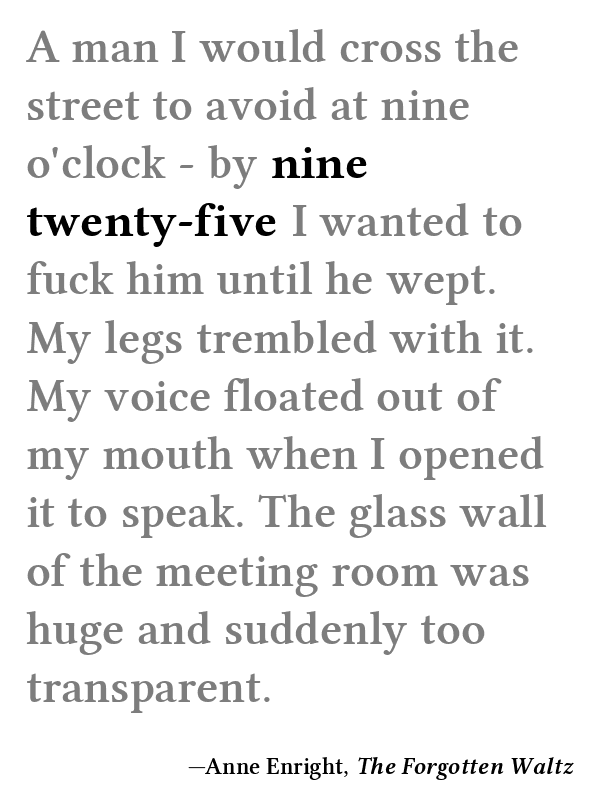 A man I would cross the
street to avoid at nine
o'clock - by nine
twenty-five I wanted to
fuck him until he wept.
My legs trembled with it.
My voice floated out of
my mouth when I opened
it to speak. The glass wall
of the meeting room was
huge and suddenly too
transparent.
—Anne Enright, The Forgotten Waltz